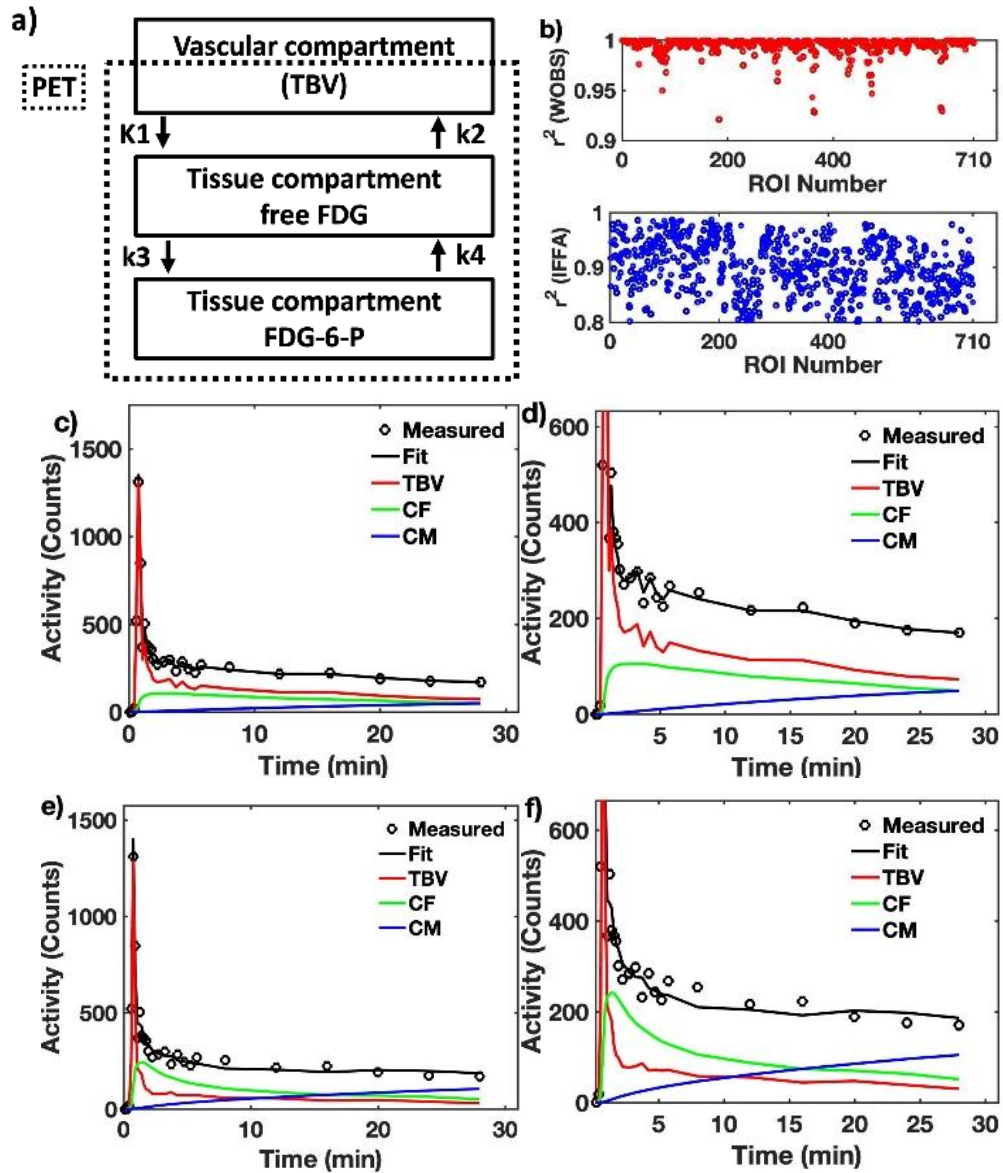 a)
PET
Vascular compartment
(TBV)
K1
k2
Tissue compartment
free FDG
k3
k4
Tissue compartment
FDG-6-P
b)
r² (WOBS)
1
0.95
0.9
0
200
400
710
ROI Number
r² (IFFA)
1
0.9
0.8
0
200
400
710
ROI Number
c)
Activity (Counts)
1500
1000
500
0
0
10
20
30
Time (min)
Measured
Fit
TBV
CF
CM
d)
Activity (Counts)
600
400
200
0
5
10
15
20
25
30
Time (min)
Measured
Fit
TBV
CF
CM
e)
Activity (Counts)
1500
1000
500
0
0
10
20
30
Time (min)
Measured
Fit
TBV
CF
CM
f)
Activity (Counts)
600
400
200
0
5
10
15
20
25
30
Time (min)
Measured
Fit
TBV
CF
CM